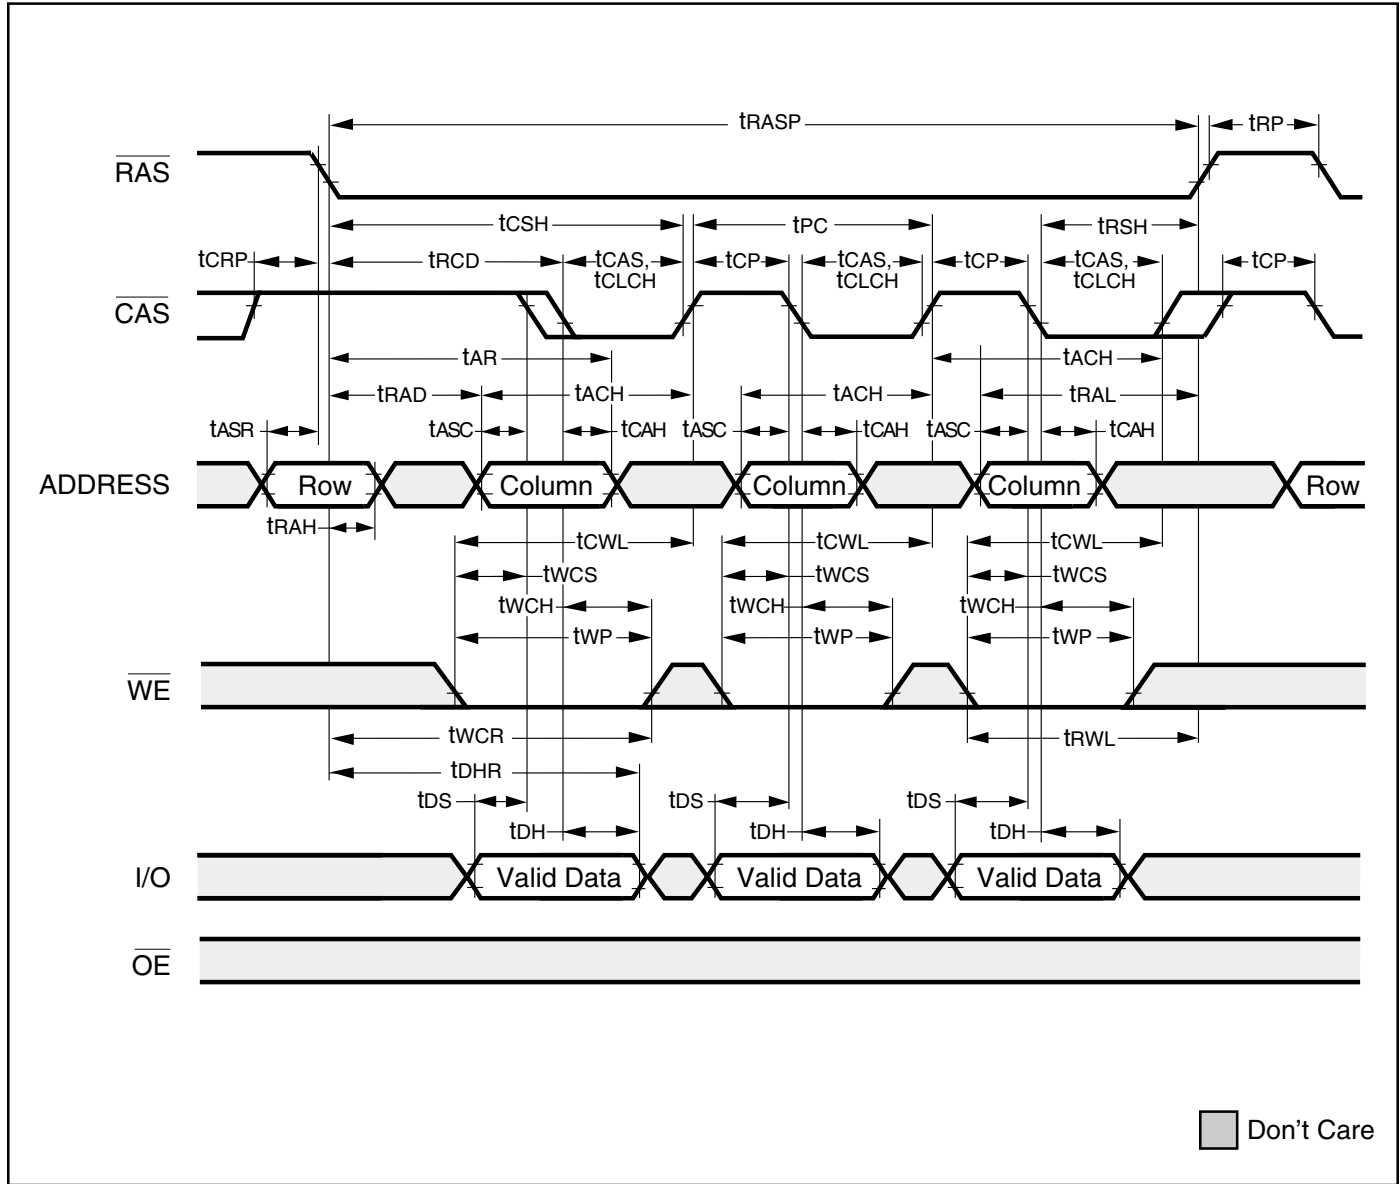 tRASP tRP
RAS
tCSH tPC tRSH
tCRP tRCD tCAS, tCP tCAS, tCP tCAS, tCP
tCLCH tCLCH tCLCH
CAS
tAR tACH
tRAD tACH tACH tRAL
tASR tASC tCAH tASC tCAH tASC tCAH
ADDRESS Row Column Column Column Row
tRAH
tCWL tCWL tCWL
tWCS tWCS tWCS
tWCH tWCH tWCH
tWP tWP tWP
WE
tWCR tRWL
tDHR
tDS tDS tDS
tDH tDH tDH
I/O Valid Data Valid Data Valid Data
OE
Don't Care